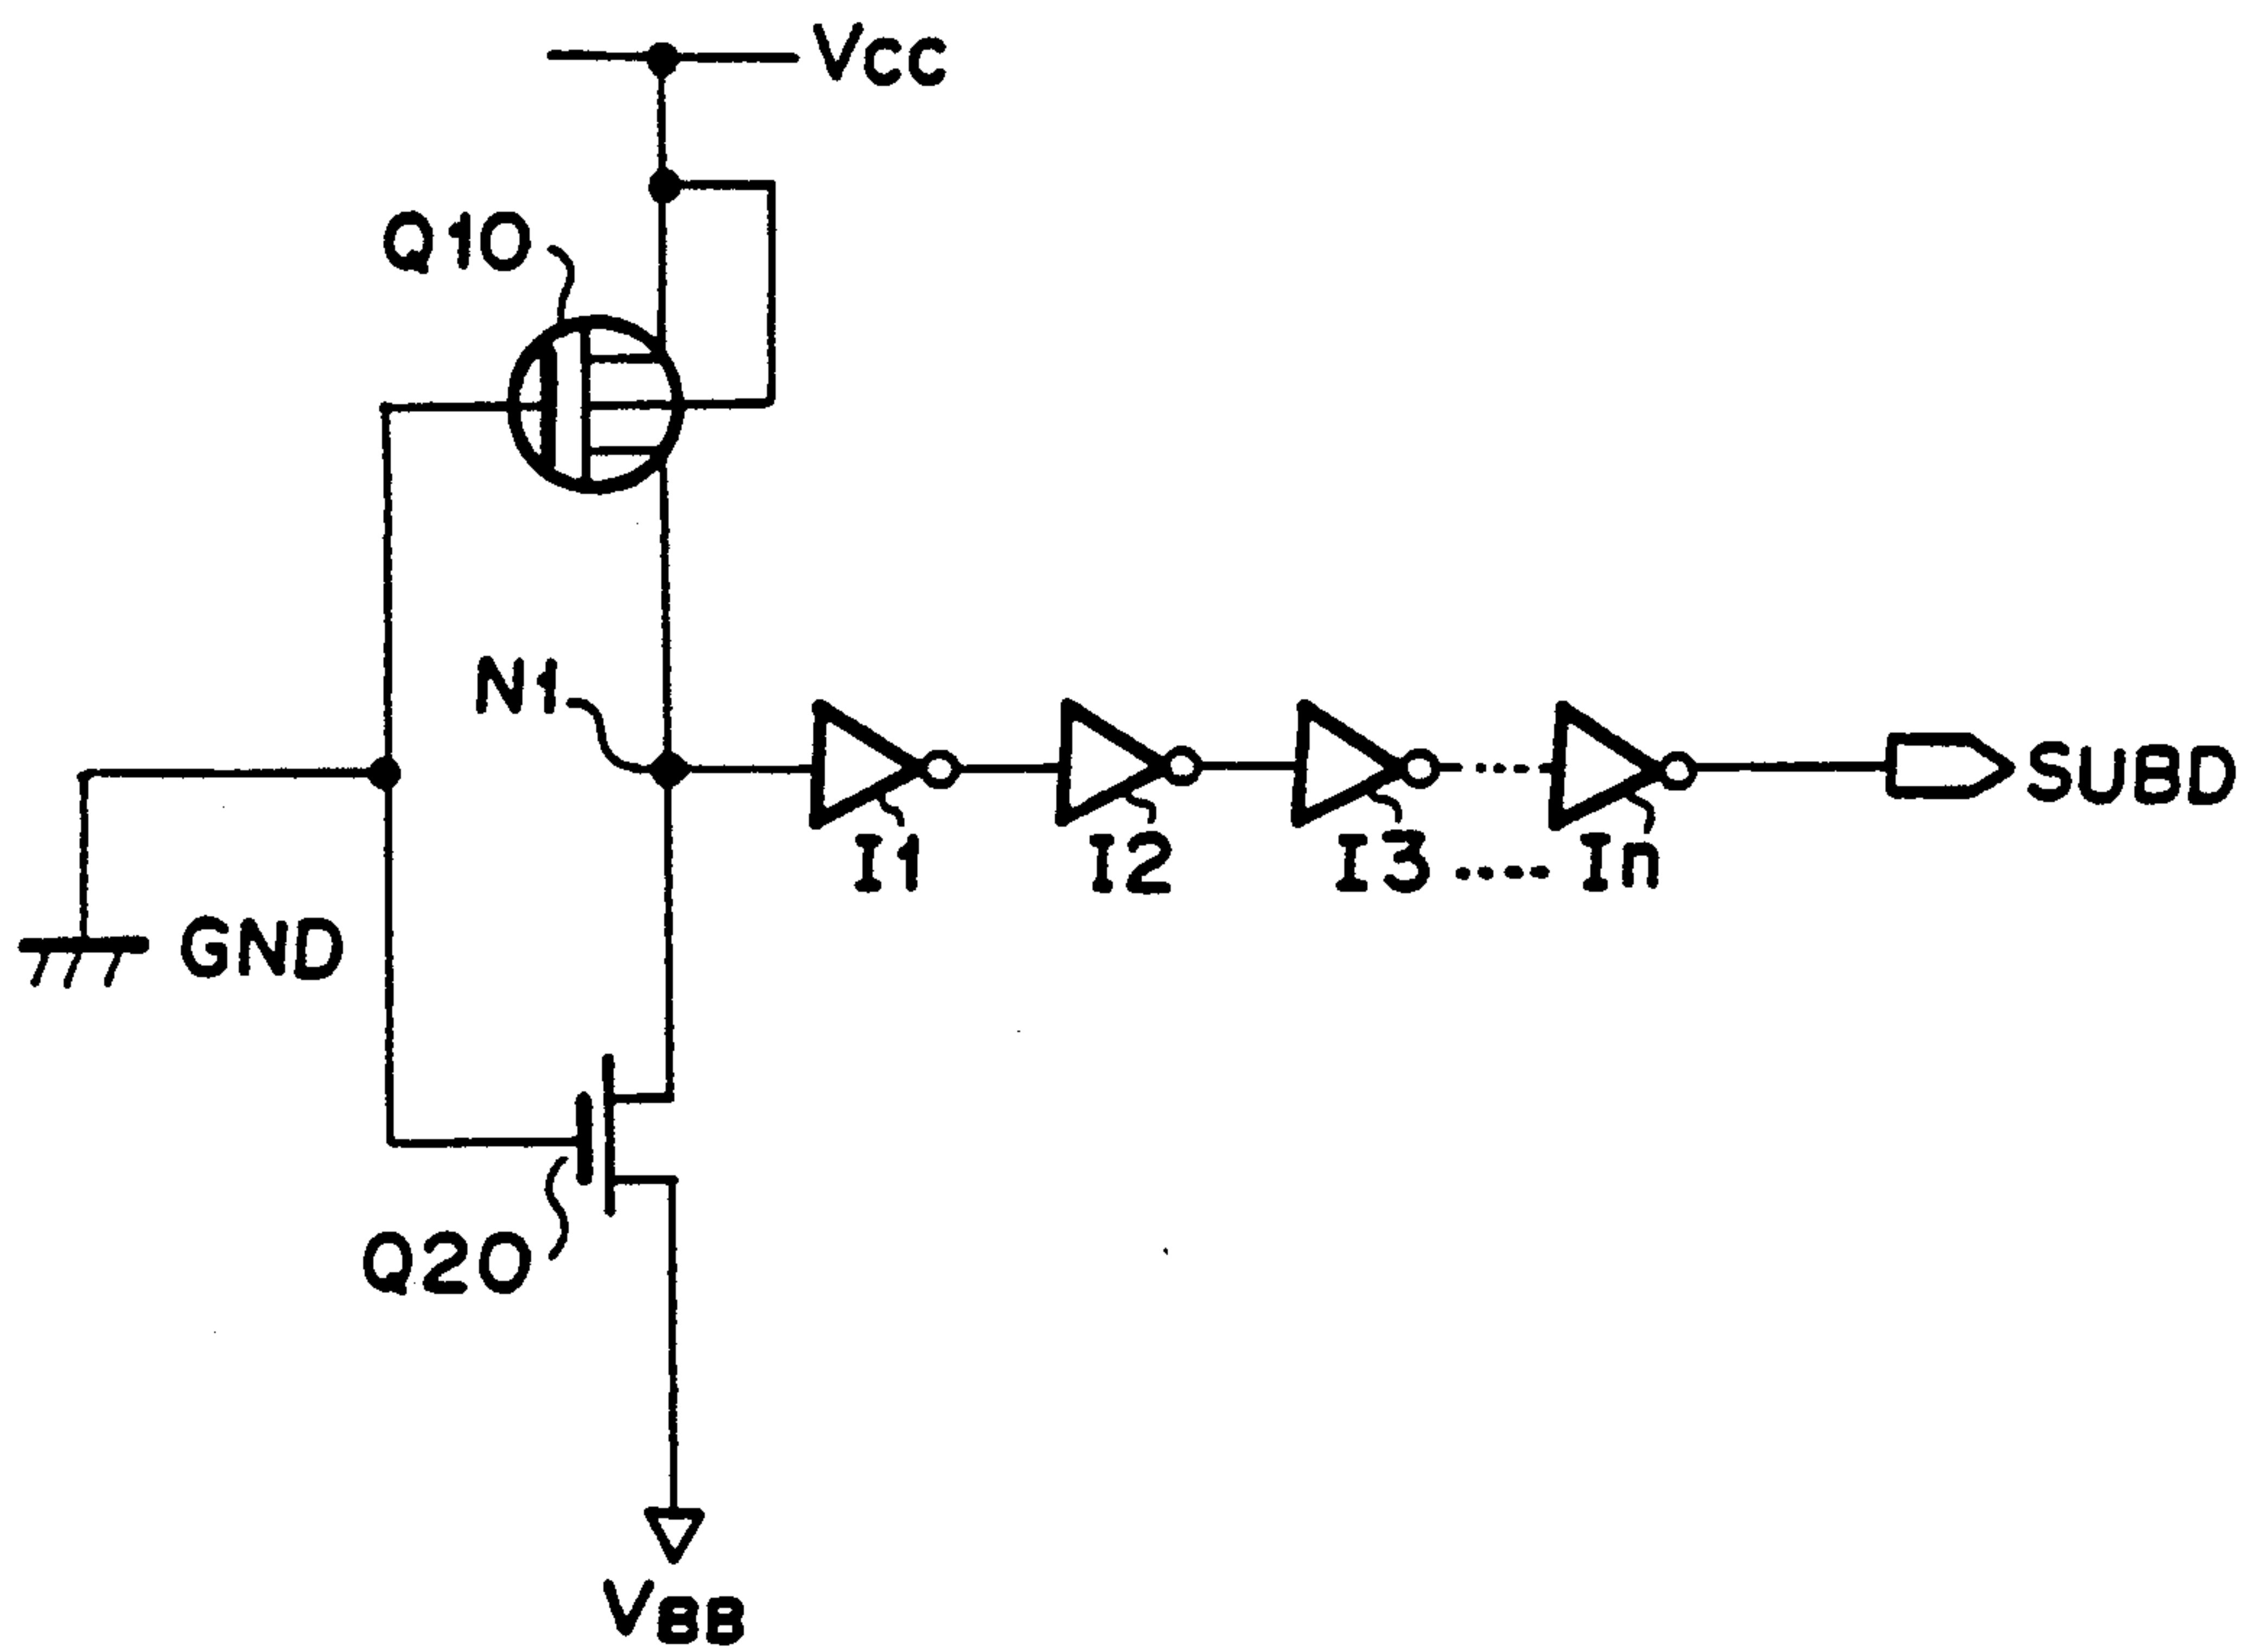 VCC
Q10
N1
SUBD
I1 I2 I3 ···· In
GND
Q20
VBB